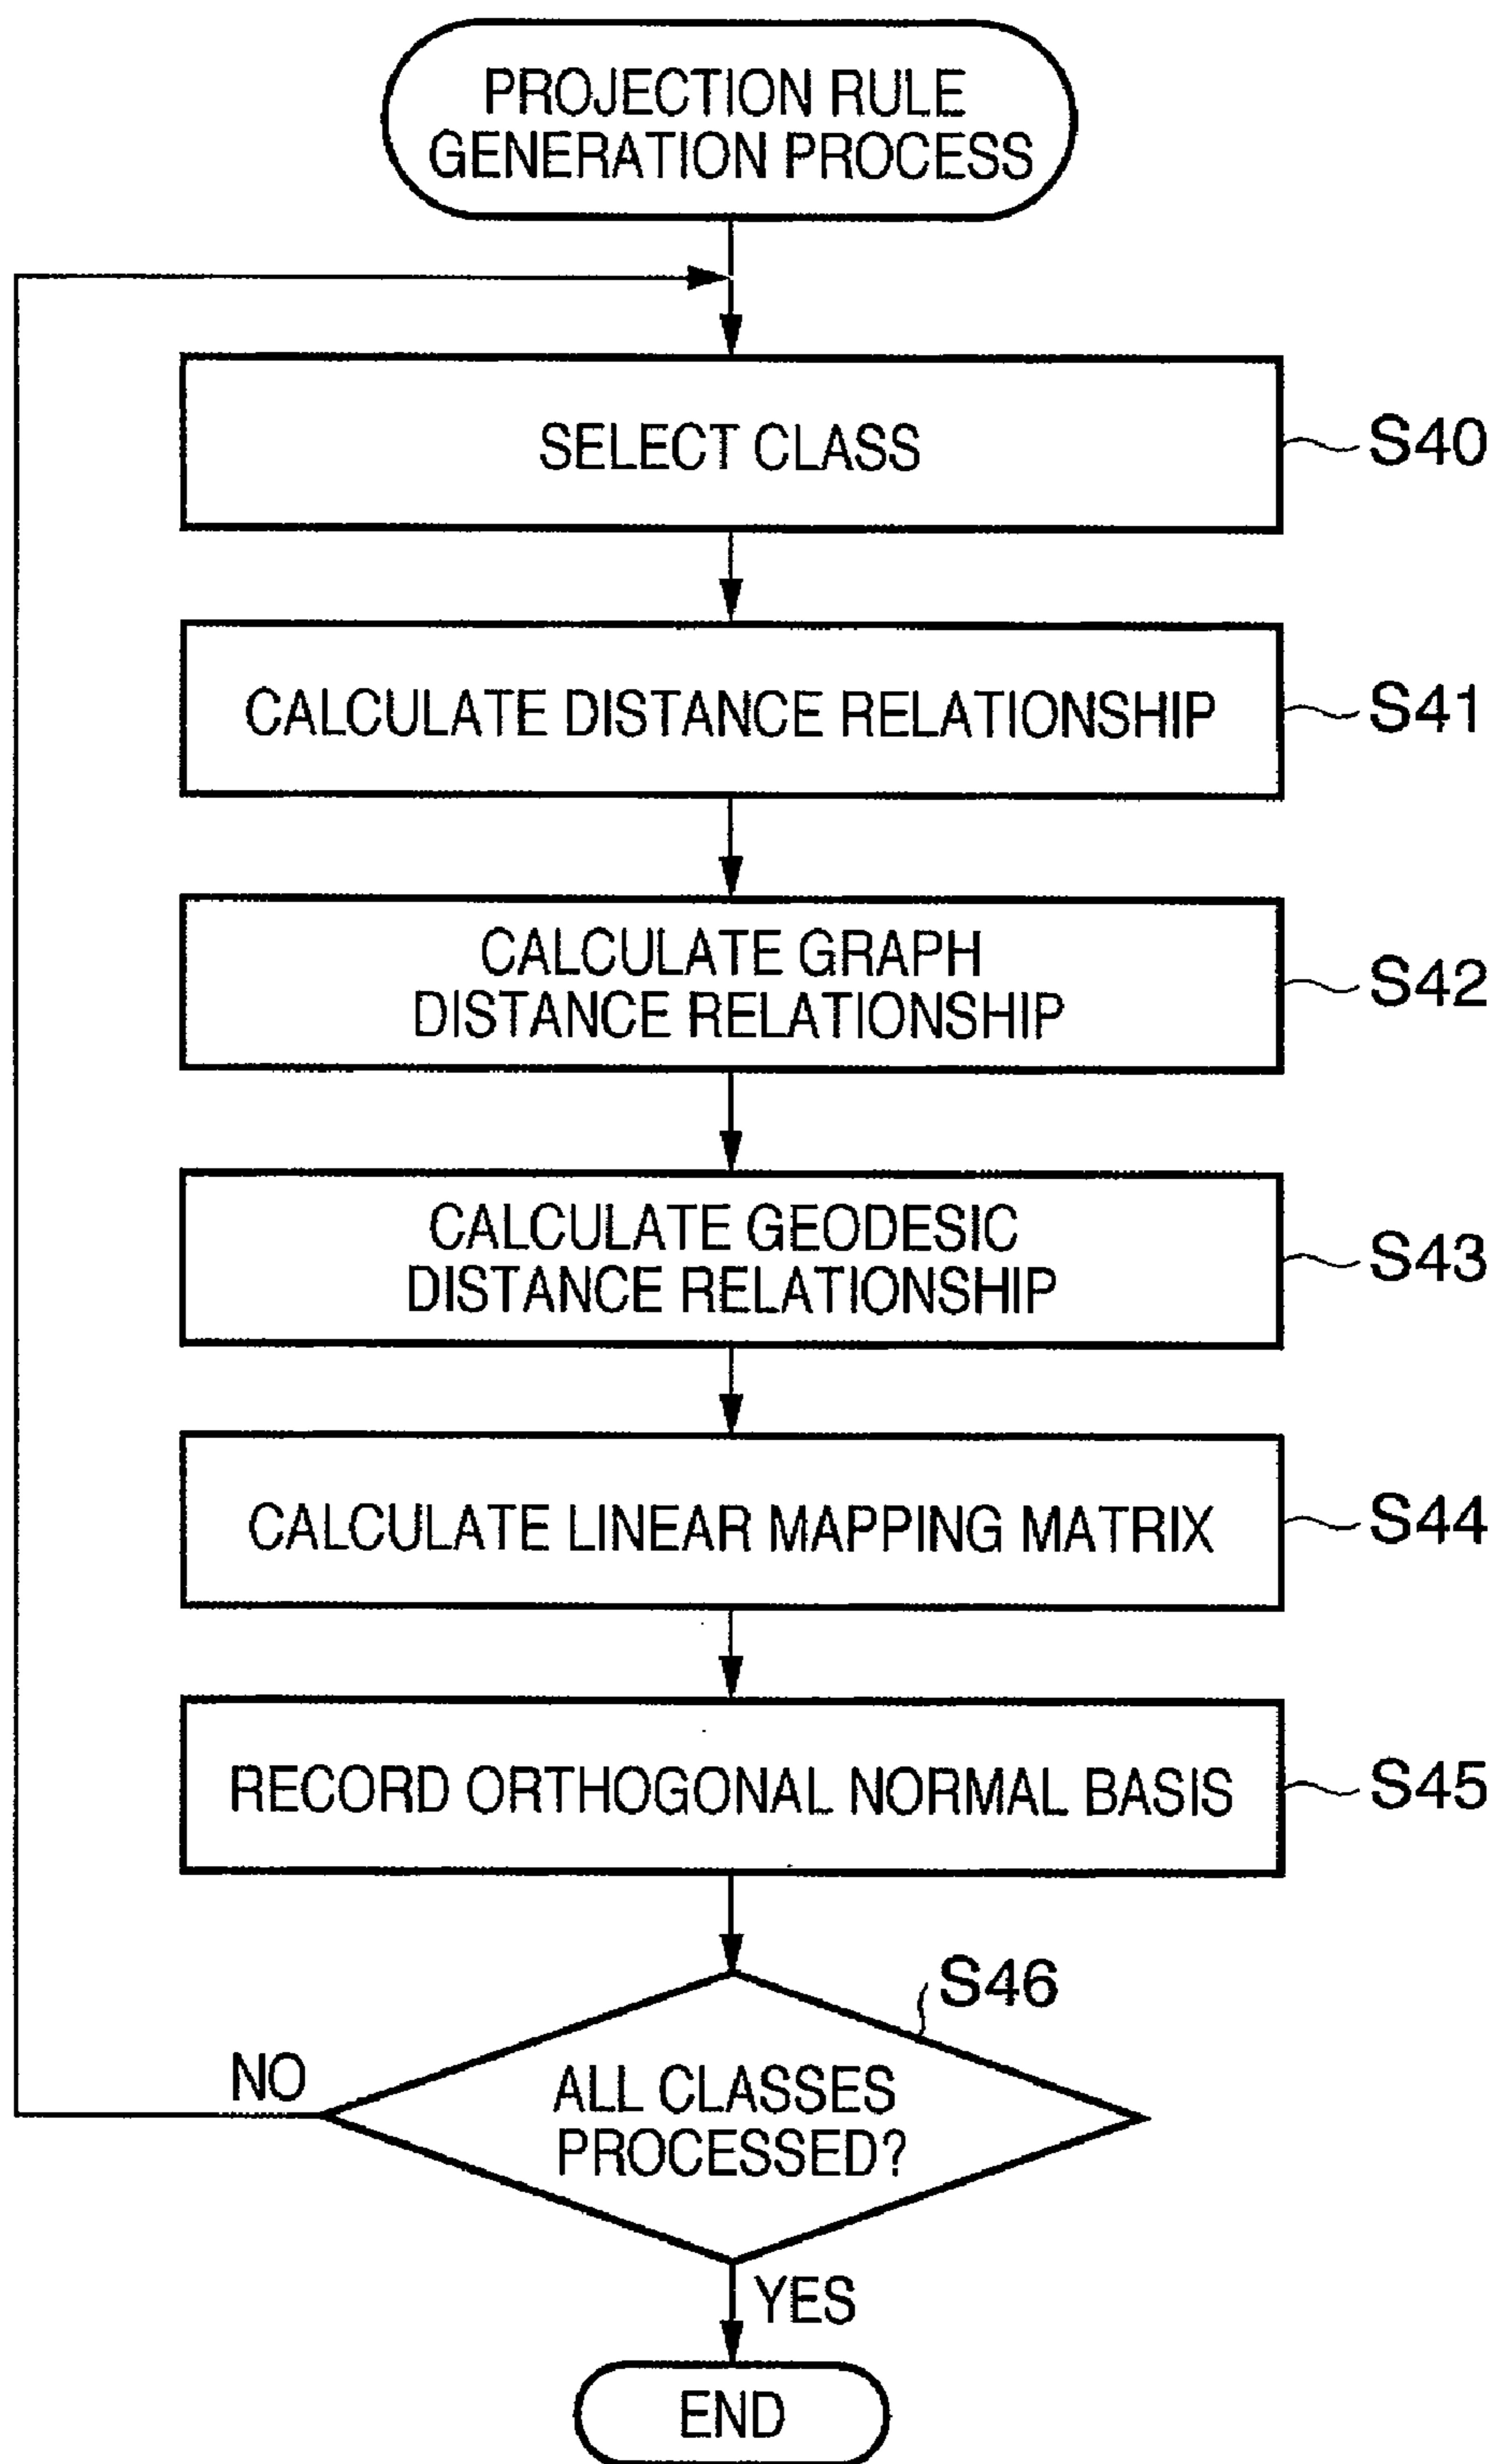 PROJECTION RULE
GENERATION PROCESS
SELECT CLASS
S40
CALCULATE DISTANCE RELATIONSHIP
S41
CALCULATE GRAPH
DISTANCE RELATIONSHIP
S42
CALCULATE GEODESIC
DISTANCE RELATIONSHIP
S43
CALCULATE LINEAR MAPPING MATRIX
S44
RECORD ORTHOGONAL NORMAL BASIS
S45
S46
ALL CLASSES
PROCESSED?
NO
YES
END